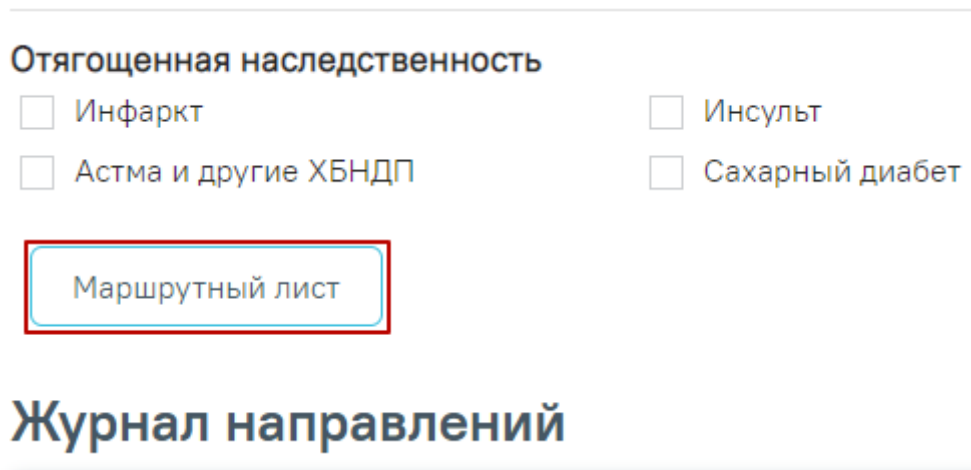 Отягощенная наследственность
Инфаркт Инсульт
Астма и другие ХБНДП Сахарный диабет
Маршрутный лист
Журнал направлений